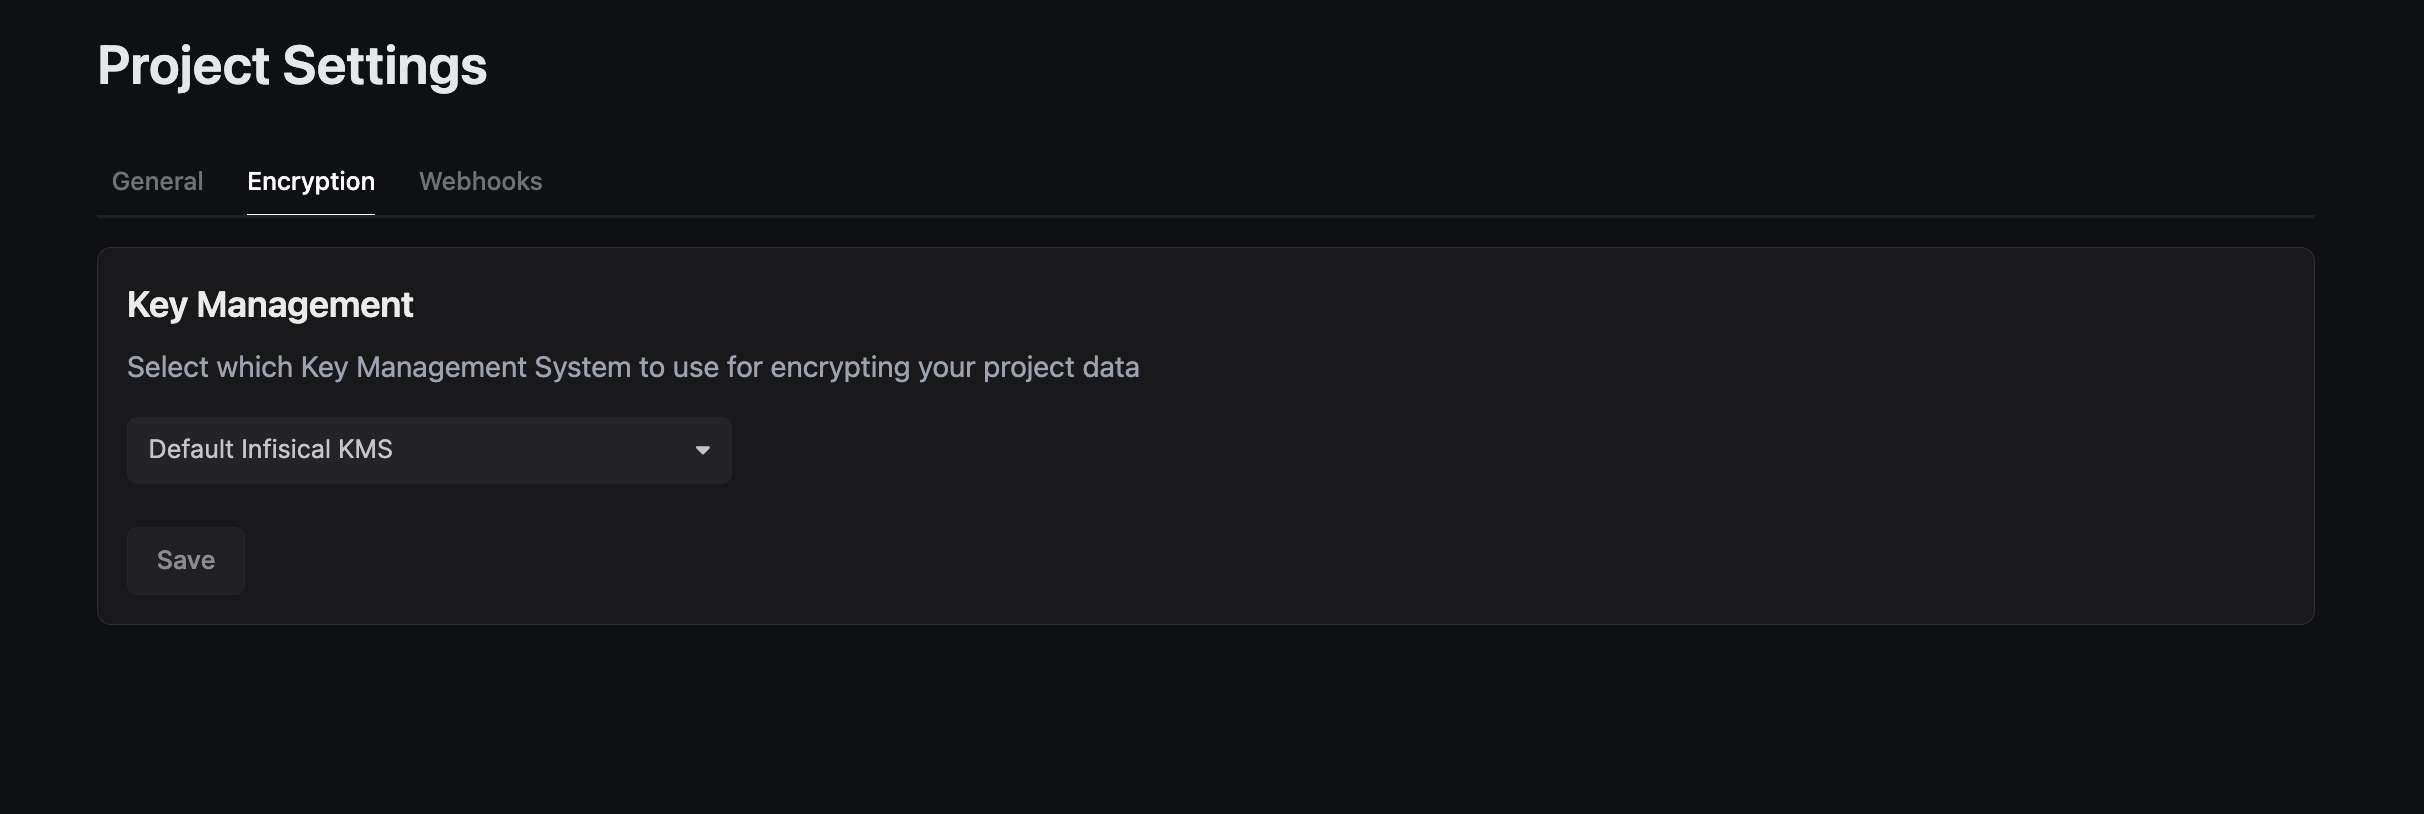 Project Settings
General Encryption Webhooks
Key Management
Select which Key Management System to use for encrypting your project data
Default Infisical KMS
Save